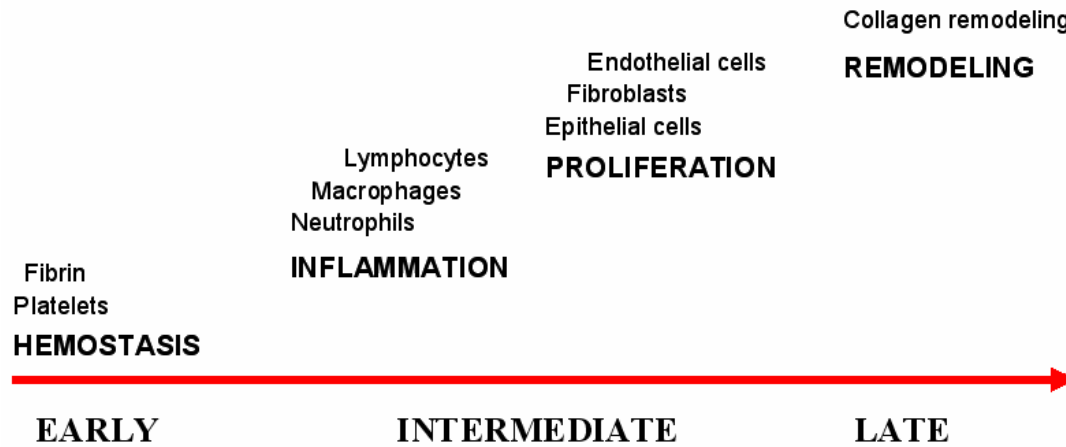 Collagen remodeling
REMODELING
Endothelial cells
Fibroblasts
Epithelial cells
PROLIFERATION
Lymphocytes
Macrophages
Neutrophils
INFLAMMATION
Fibrin
Platelets
HEMOSTASIS
EARLY INTERMEDIATE LATE